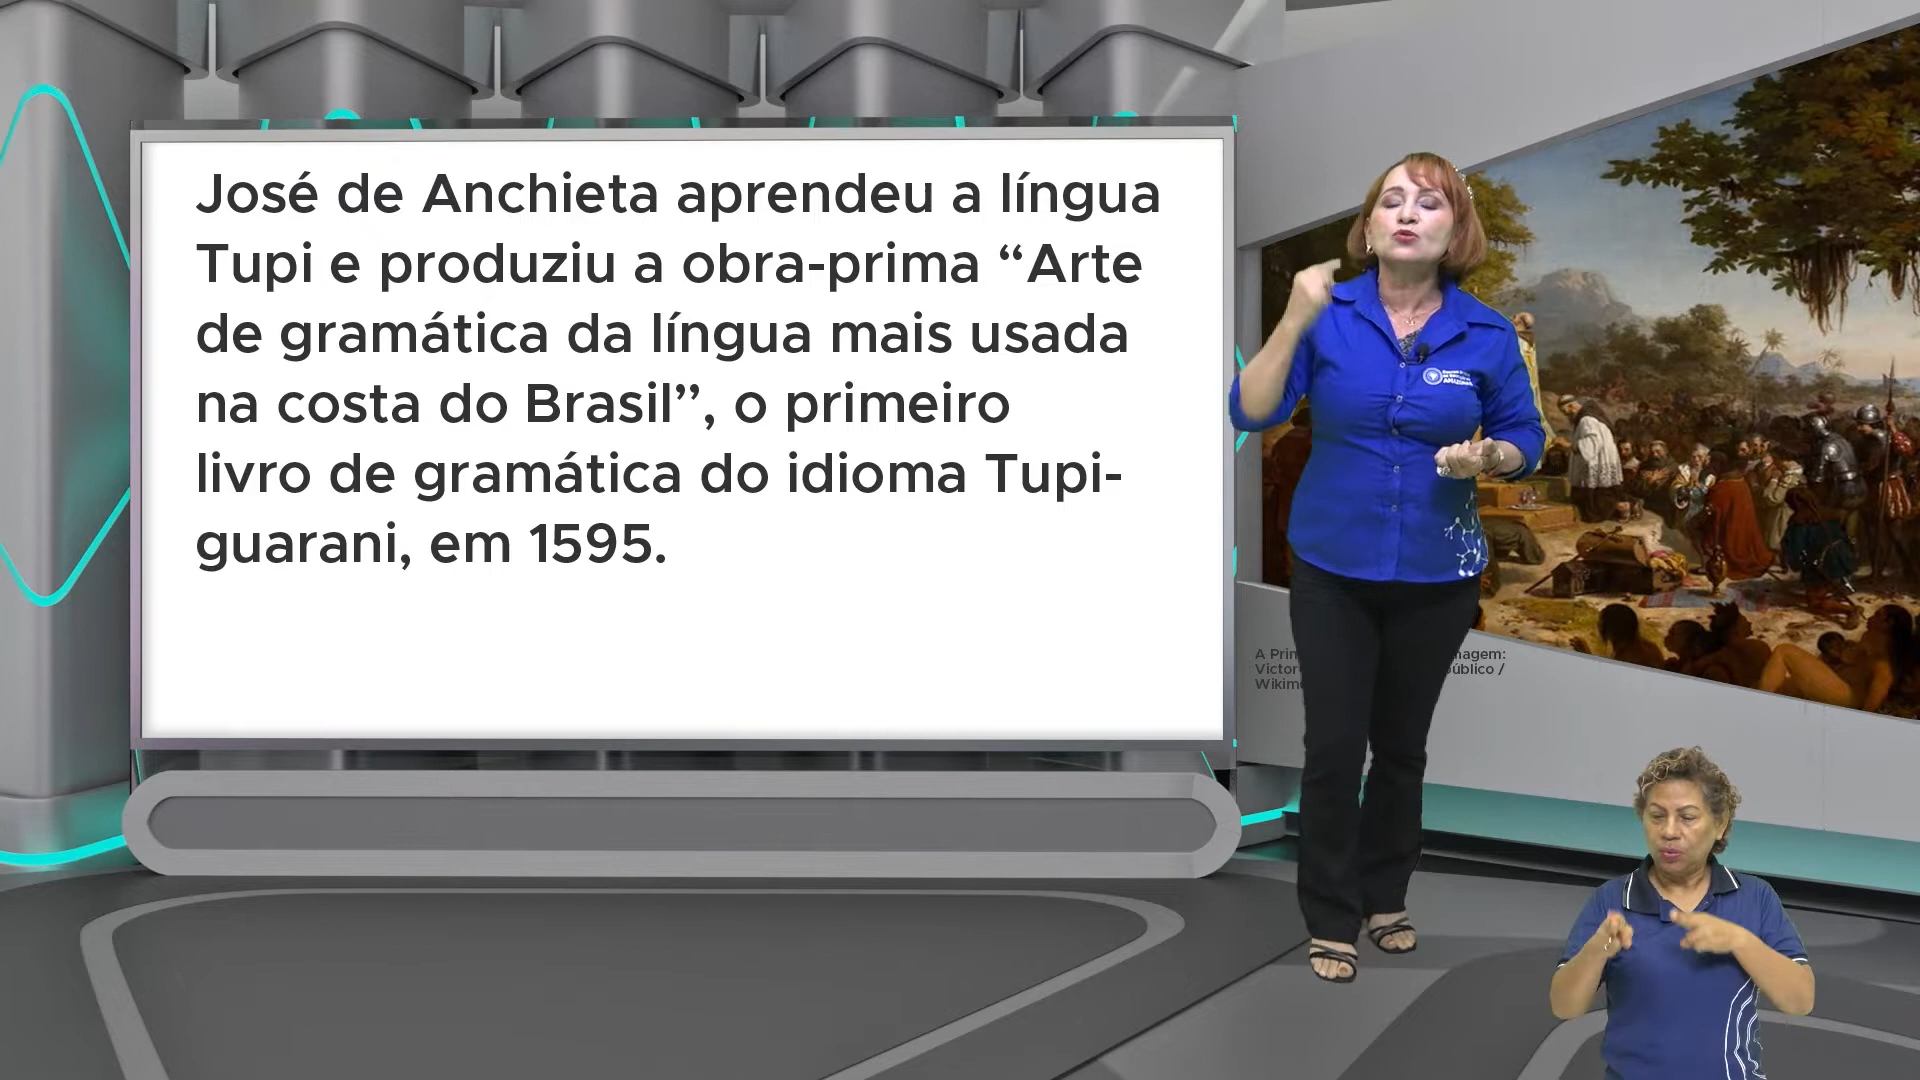 José de Anchieta aprendeu a língua
Tupi e produziu a obra-prima “Arte
de gramática da língua mais usada
na costa do Brasil”, o primeiro
livro de gramática do idioma Tupi-
guarani, em 1595.
A
Victor
/